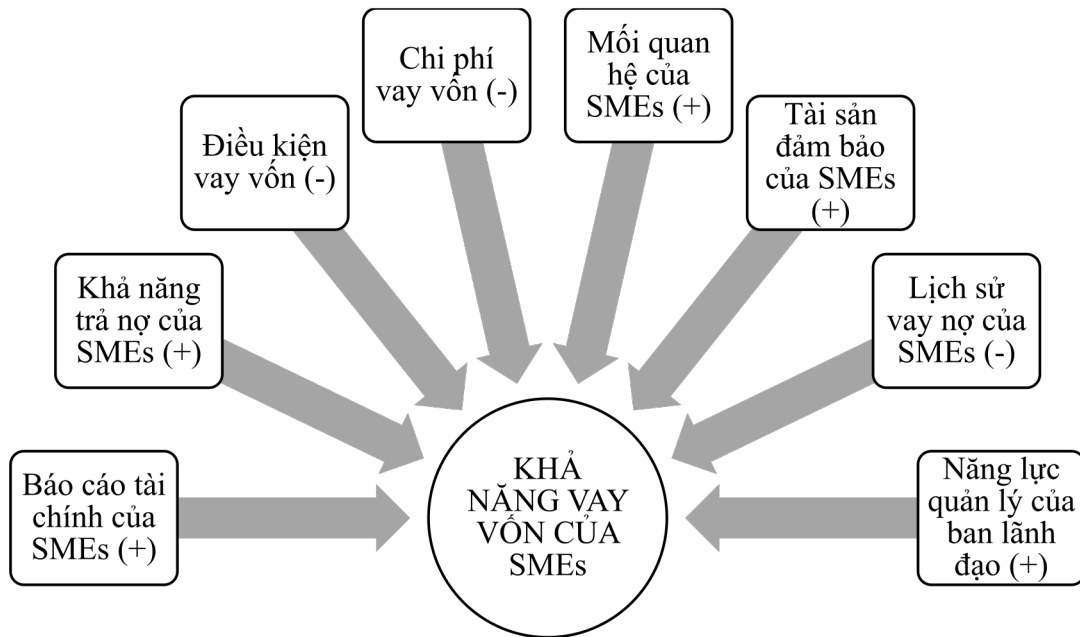 Chi phí
vay vốn (-)
Mối quan
hệ của
SMEs (+)
Điều kiện
vay vốn (-)
Tài sản
đảm bảo
của SMEs
(+)
Khả năng
trả nợ của
SMEs (+)
Lịch sử
vay nợ của
SMEs (-)
Báo cáo tài
chính của
SMEs (+)
KHẢ
NĂNG VAY
VỐN CỦA
SMEs
Năng lực
quản lý của
ban lãnh
đạo (+)